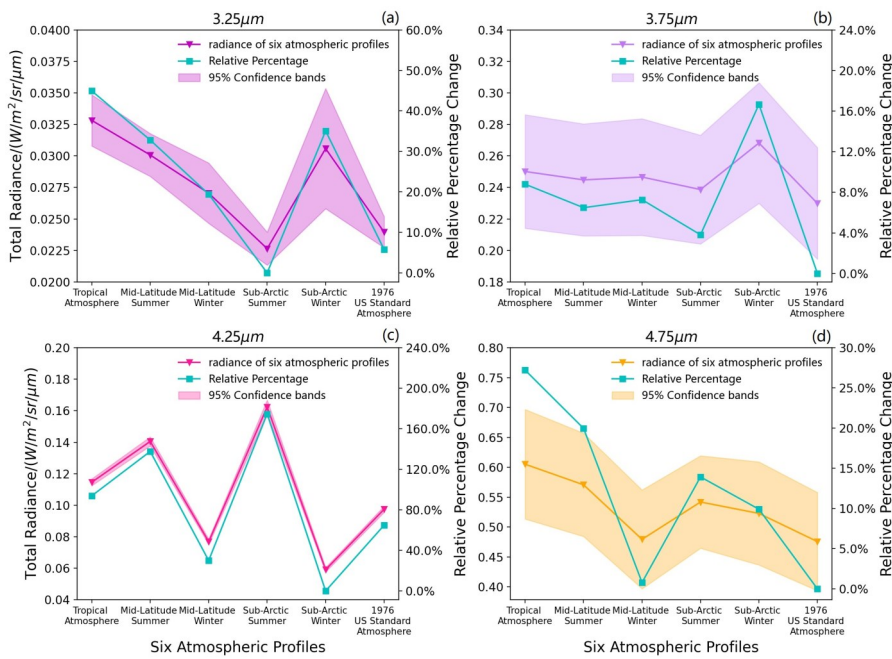 3.25μm
(a)
Total Radiance/(W/m²/sr/μm)
0.0400
0.0375
0.0350
0.0325
0.0300
0.0275
0.0250
0.0225
0.0200
radiance of six atmospheric profiles
Relative Percentage
95% Confidence bands
60.0%
50.0%
40.0%
30.0%
20.0%
10.0%
0.0%
Relative Percentage Change
Tropical
Atmosphere
Mid-Latitude
Summer
Mid-Latitude
Winter
Sub-Arctic
Summer
Sub-Arctic
Winter
1976
US Standard
Atmosphere
3.75μm
(b)
0.34
0.32
0.30
0.28
0.26
0.24
0.22
0.20
0.18
radiance of six atmospheric profiles
Relative Percentage
95% Confidence bands
24.0%
20.0%
16.0%
12.0%
8.0%
4.0%
0.0%
Relative Percentage Change
Tropical
Atmosphere
Mid-Latitude
Summer
Mid-Latitude
Winter
Sub-Arctic
Summer
Sub-Arctic
Winter
1976
US Standard
Atmosphere
4.25μm
(c)
Total Radiance/(W/m²/sr/μm)
0.20
0.18
0.16
0.14
0.12
0.10
0.08
0.06
0.04
radiance of six atmospheric profiles
Relative Percentage
95% Confidence bands
240.0%
200.0%
160.0%
120.0%
80.0%
40.0%
0.0%
Relative Percentage Change
Tropical
Atmosphere
Mid-Latitude
Summer
Mid-Latitude
Winter
Sub-Arctic
Summer
Sub-Arctic
Winter
1976
US Standard
Atmosphere
Six Atmospheric Profiles
4.75μm
(d)
0.80
0.75
0.70
0.65
0.60
0.55
0.50
0.45
0.40
radiance of six atmospheric profiles
Relative Percentage
95% Confidence bands
30.0%
25.0%
20.0%
15.0%
10.0%
5.0%
0.0%
Relative Percentage Change
Tropical
Atmosphere
Mid-Latitude
Summer
Mid-Latitude
Winter
Sub-Arctic
Summer
Sub-Arctic
Winter
1976
US Standard
Atmosphere
Six Atmospheric Profiles